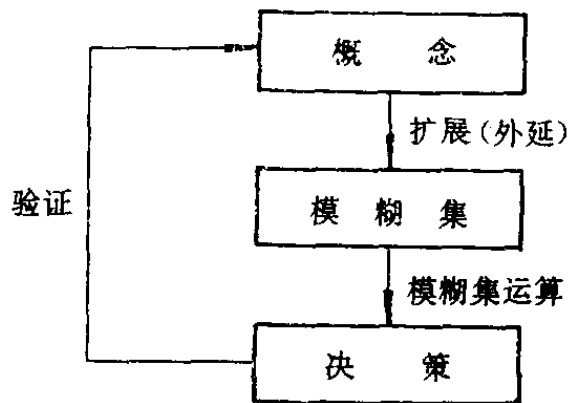 概 念
扩展(外延)
验证
模 糊 集
模糊集运算
决 策